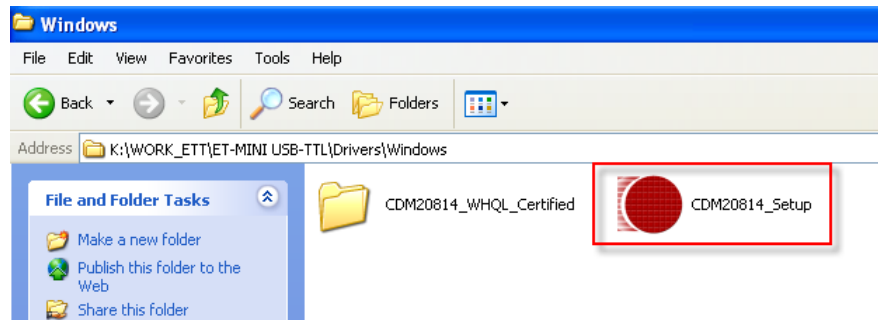 Windows
File Edit View Favorites Tools Help
Back Search Folders
Address K:\WORK_ETT\ET-MINI USB-TTL\Drivers\Windows
File and Folder Tasks
Make a new folder
Publish this folder to the
Web
Share this folder
CDM20814_WHQL_Certified
CDM20814_Setup